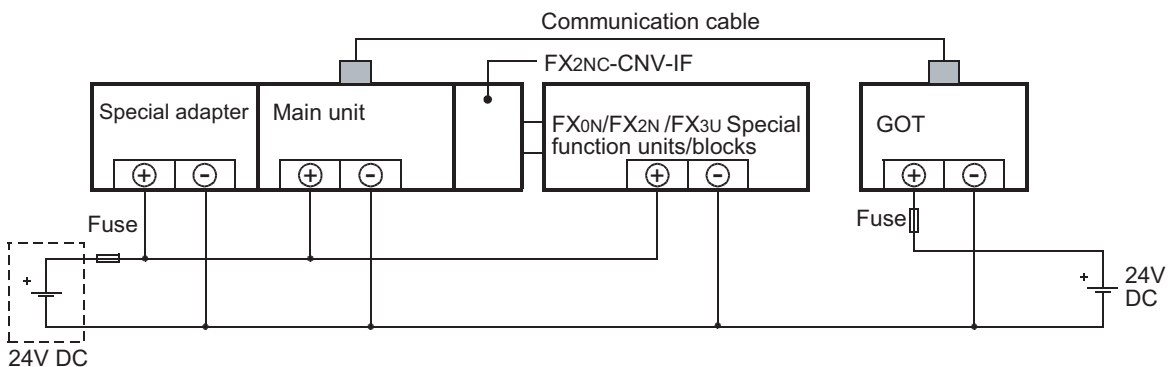 Communication cable
FX2NC-CNV-IF
Special adapter
Main unit
FX0N/FX2N /FX3U Special
function units/blocks
GOT
+ -
+ -
+ -
+ -
Fuse
Fuse
+
+
24V
DC
24V DC